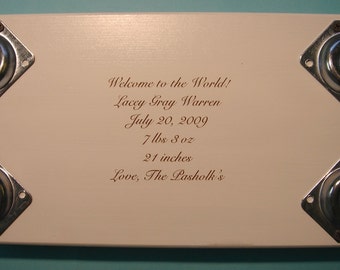 Welcome to the World!
Lacey Gray Warren
July 20, 2009
7 lbs 3 oz
21 inches
Love, The Pasholk's